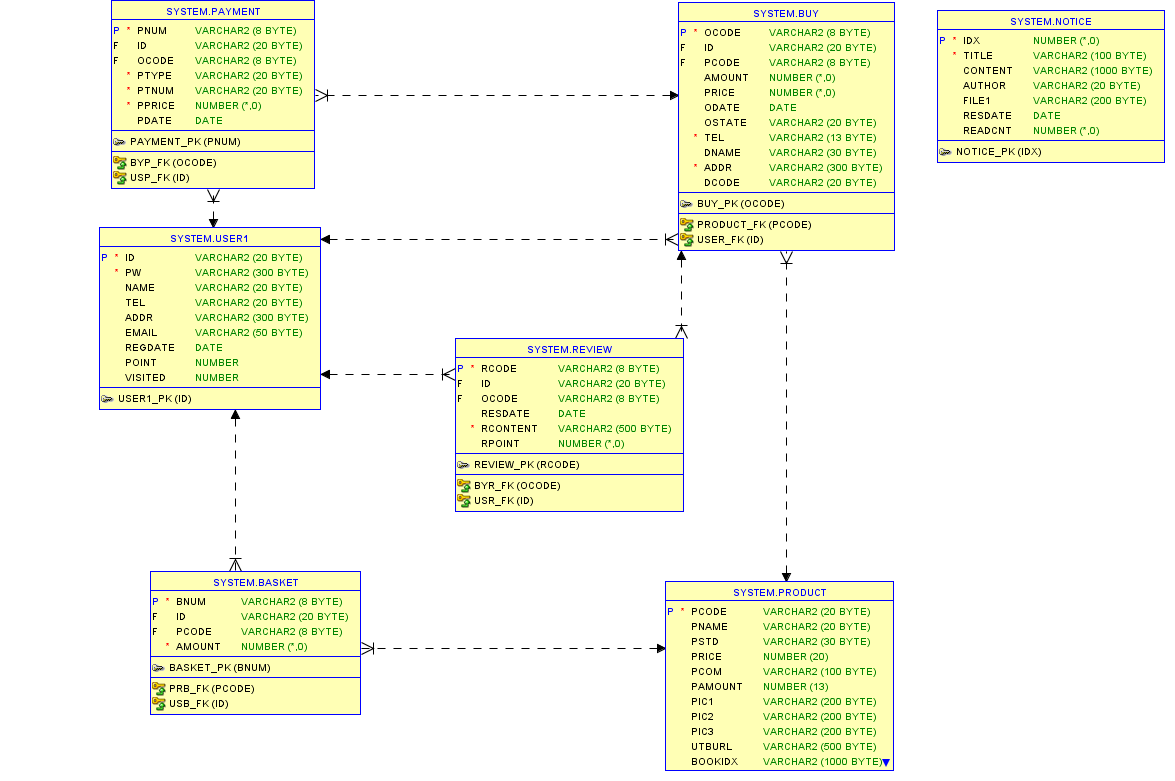 SYSTEM.PAYMENT
P * PNUM VARCHAR2 (8 BYTE)
F ID VARCHAR2 (20 BYTE)
F OCODE VARCHAR2 (8 BYTE)
* PTYPE VARCHAR2 (20 BYTE)
* PTNUM VARCHAR2 (20 BYTE)
* PPRICE NUMBER (*,0)
PDATE DATE
PAYMENT_PK (PNUM)
BYP_FK (OCODE)
USP_FK (ID)
SYSTEM.BUY
P * OCODE VARCHAR2 (8 BYTE)
F ID VARCHAR2 (20 BYTE)
F PCODE VARCHAR2 (8 BYTE)
AMOUNT NUMBER (*,0)
PRICE NUMBER (*,0)
ODATE DATE
OSTATE VARCHAR2 (20 BYTE)
* TEL VARCHAR2 (13 BYTE)
DNAME VARCHAR2 (30 BYTE)
* ADDR VARCHAR2 (300 BYTE)
DCODE VARCHAR2 (20 BYTE)
BUY_PK (OCODE)
PRODUCT_FK (PCODE)
USER_FK (ID)
SYSTEM.NOTICE
P * IDX NUMBER (*,0)
* TITLE VARCHAR2 (100 BYTE)
CONTENT VARCHAR2 (1000 BYTE)
AUTHOR VARCHAR2 (20 BYTE)
FILE1 VARCHAR2 (200 BYTE)
RESDATE DATE
READCNT NUMBER (*,0)
NOTICE_PK (IDX)
SYSTEM.USER1
P * ID VARCHAR2 (20 BYTE)
* PW VARCHAR2 (300 BYTE)
NAME VARCHAR2 (20 BYTE)
TEL VARCHAR2 (20 BYTE)
ADDR VARCHAR2 (300 BYTE)
EMAIL VARCHAR2 (50 BYTE)
REGDATE DATE
POINT NUMBER
VISITED NUMBER
USER1_PK (ID)
SYSTEM.REVIEW
P * RCODE VARCHAR2 (8 BYTE)
F ID VARCHAR2 (20 BYTE)
F OCODE VARCHAR2 (8 BYTE)
RESDATE DATE
* RCONTENT VARCHAR2 (500 BYTE)
RPOINT NUMBER (*,0)
REVIEW_PK (RCODE)
BYR_FK (OCODE)
USR_FK (ID)
SYSTEM.BASKET
P * BNUM VARCHAR2 (8 BYTE)
F ID VARCHAR2 (20 BYTE)
F PCODE VARCHAR2 (8 BYTE)
* AMOUNT NUMBER (*,0)
BASKET_PK (BNUM)
PRB_FK (PCODE)
USB_FK (ID)
SYSTEM.PRODUCT
P * PCODE VARCHAR2 (20 BYTE)
PNAME VARCHAR2 (20 BYTE)
PSTD VARCHAR2 (30 BYTE)
PRICE NUMBER (20)
PCOM VARCHAR2 (100 BYTE)
PAMOUNT NUMBER (13)
PIC1 VARCHAR2 (200 BYTE)
PIC2 VARCHAR2 (200 BYTE)
PIC3 VARCHAR2 (200 BYTE)
UTBURL VARCHAR2 (500 BYTE)
BOOKIDX VARCHAR2 (1000 BYTE)